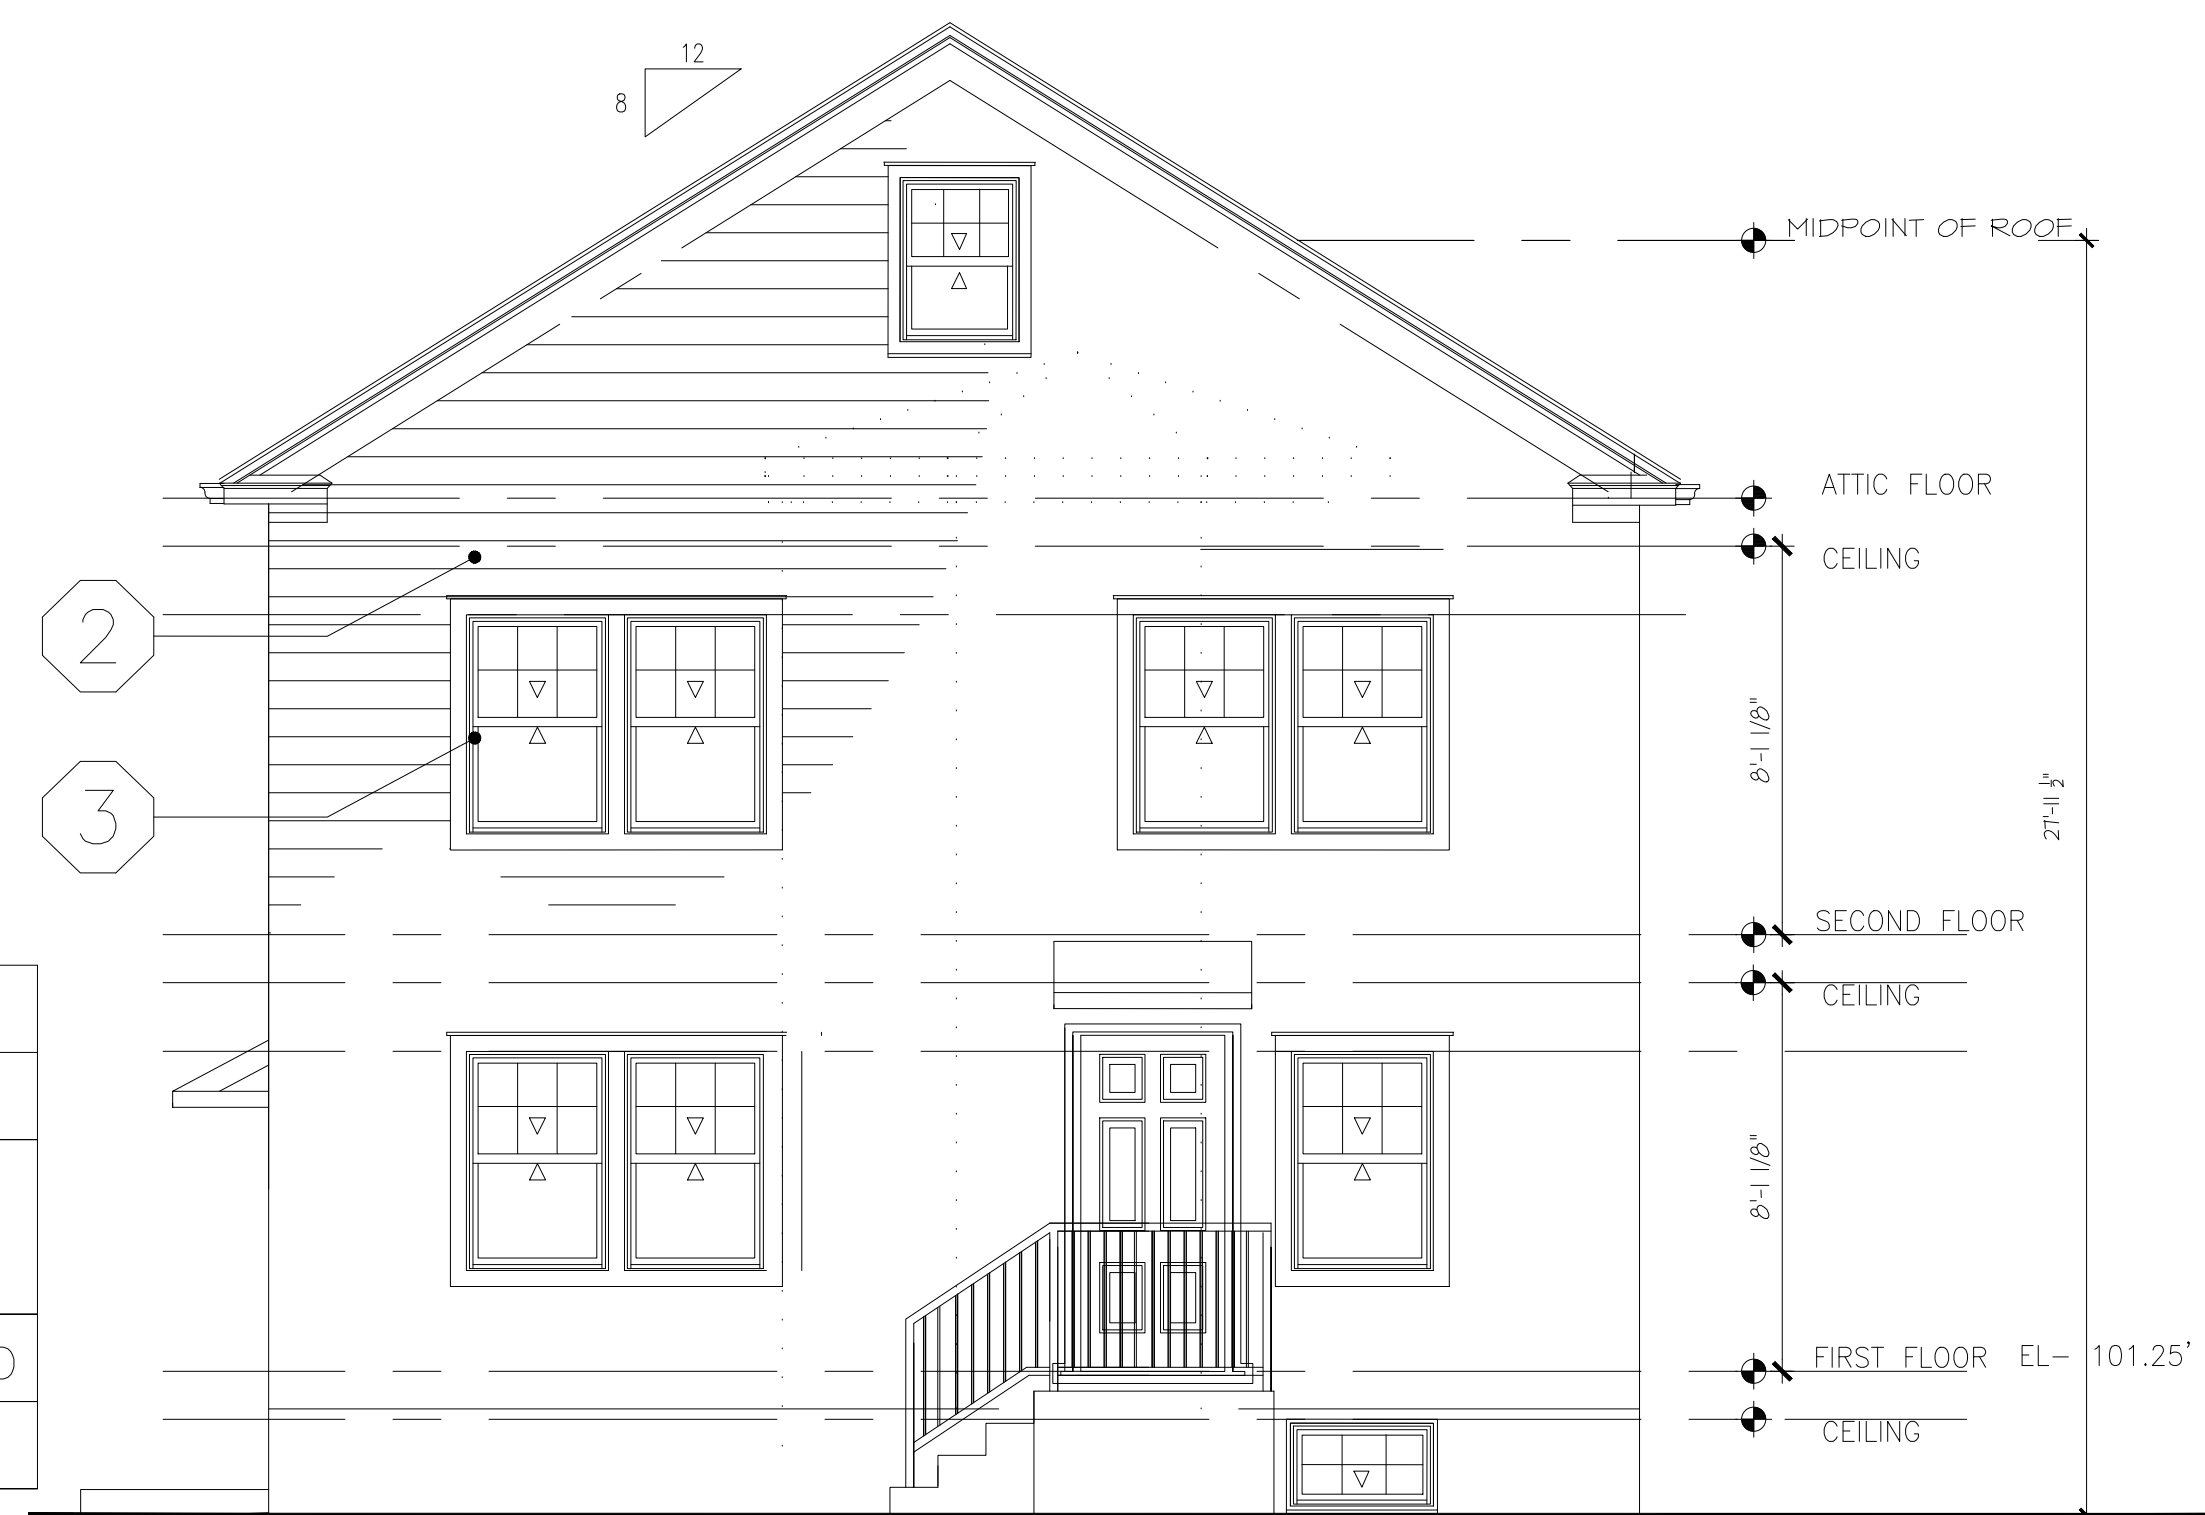 12
8
MIDPOINT OF ROOF
ATTIC FLOOR
CEILING
2
8'-1 1/8"
27'-11 1/2"
3
SECOND FLOOR
CEILING
8'-1 1/8"
FIRST FLOOR EL- 101.25'
CEILING